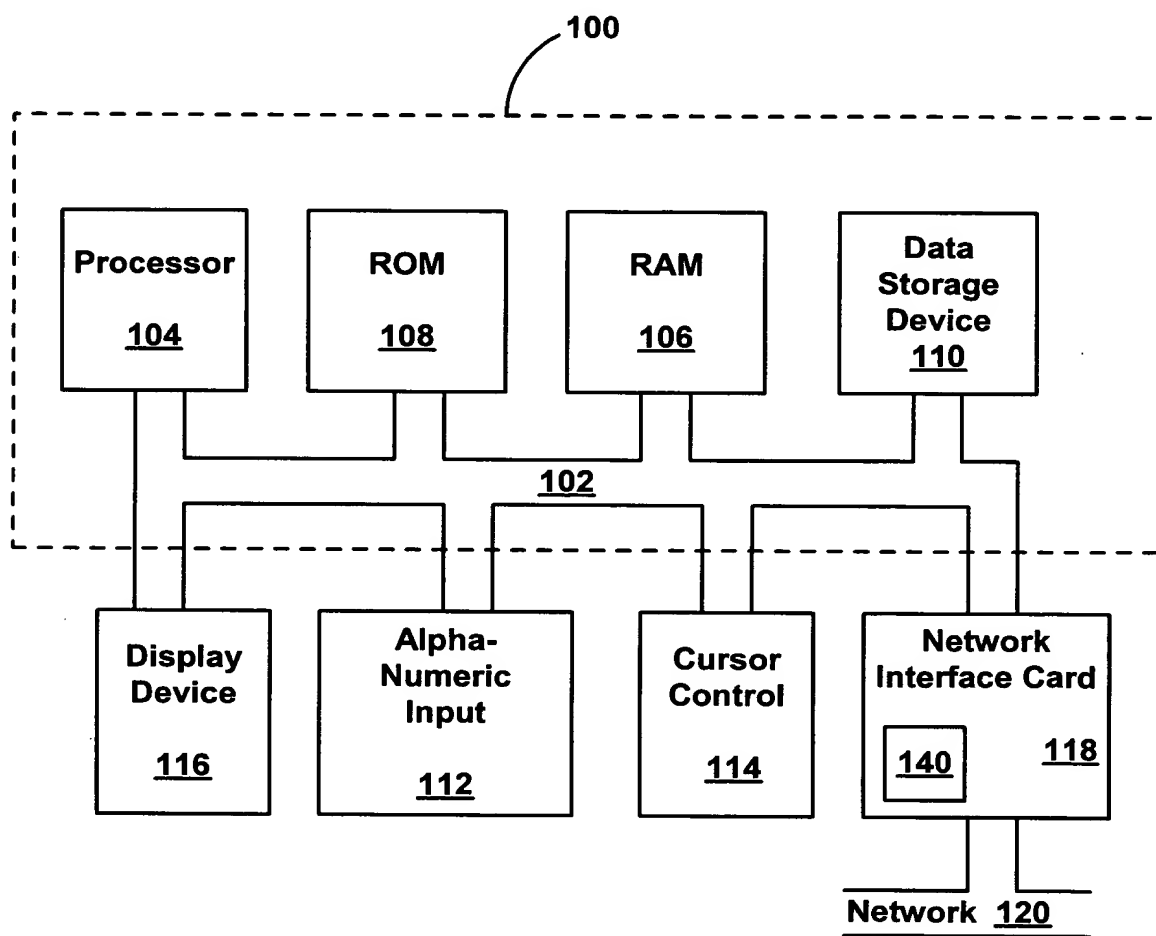 100
Processor
104
ROM
108
RAM
106
Data
Storage
Device
110
102
Display
Device
116
Alpha-
Numeric
Input
112
Cursor
Control
114
Network
Interface Card
118
140
Network 120